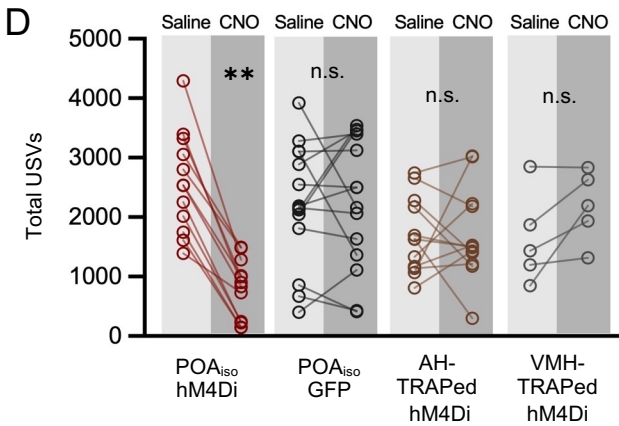 D
Saline CNO Saline CNO Saline CNO Saline CNO
5000
4000
3000
2000
1000
0
Total USVs
** n.s. n.s. n.s.
POAiso POAiso AH- VMH-
hM4Di GFP TRAPed TRAPed
hM4Di hM4Di